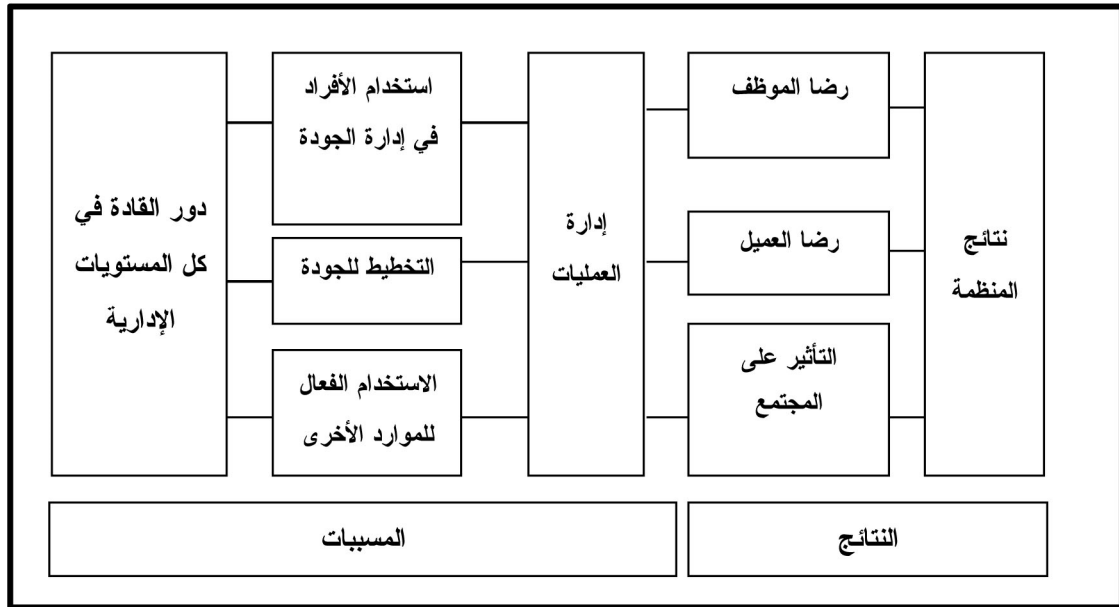 دور القادة في
كل المستويات
الإدارية
استخدام الأفراد
في إدارة الجودة
التخطيط للجودة
الاستخدام الفعال
للموارد الأخرى
إدارة
العمليات
رضا الموظف
رضا العميل
التأثير على
المجتمع
نتائج
المنظمة
المسببات
النتائج